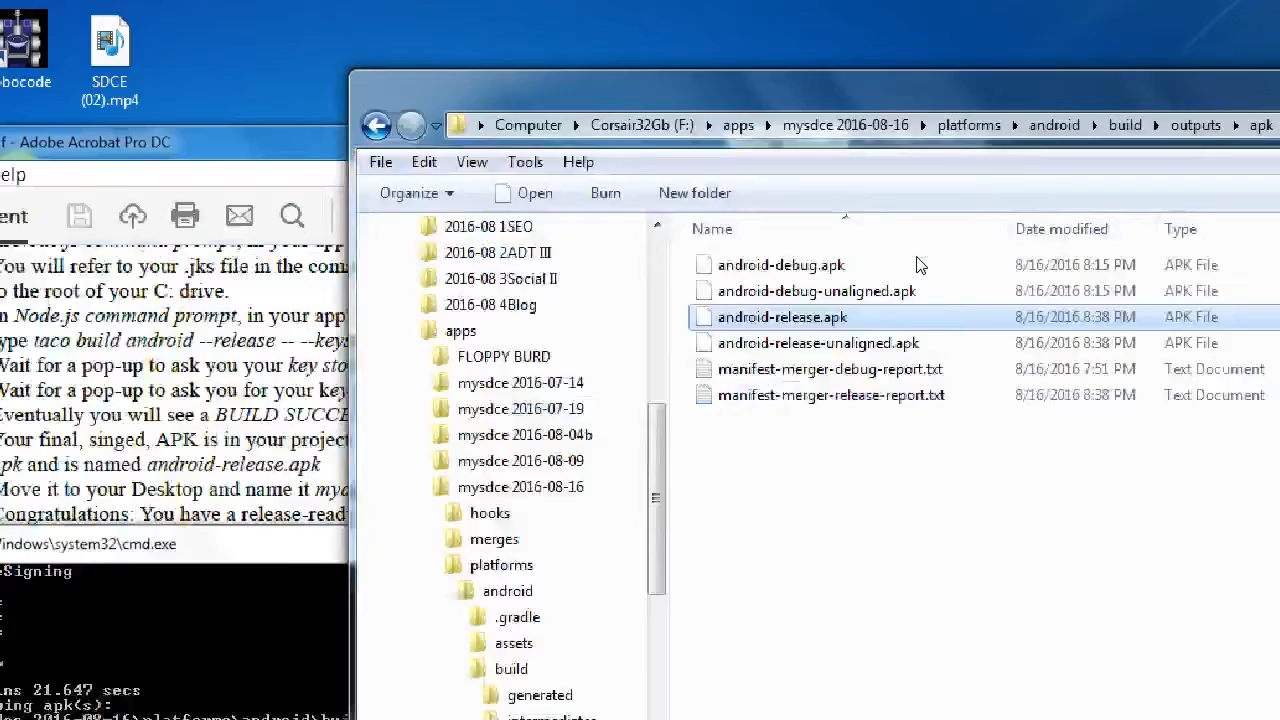 obocode
SDCE
(02).mp4
f - Adobe Acrobat Pro DC
elp
ent
You will refer to your .jks file in the com
o the root of your C: drive.
n Node.js command prompt, in your app
ype taco build android --release -- --keys
Wait for a pop-up to ask you your key sto
Wait for a pop-up to ask you for your key
Eventually you will see a BUILD SUCCE
Your final, singed, APK is in your project
pk and is named android-release.apk
Move it to your Desktop and name it mya
Congratulations: You have a release-read
indows\system32\cmd.exe
Signing
ns 21.647 secs
ing apk(s):
Computer
Corsair32Gb (F:)
apps
mysdce 2016-08-16
platforms
android
build
outputs
apk
File Edit View Tools Help
Organize Open Burn New folder
2016-08 1SEO
2016-08 2ADT III
2016-08 3Social II
2016-08 4Blog
apps
FLOPPY BURD
mysdce 2016-07-14
mysdce 2016-07-19
mysdce 2016-08-04b
mysdce 2016-08-09
mysdce 2016-08-16
hooks
merges
platforms
android
.gradle
assets
build
generated
Name Date modified Type
android-debug.apk 8/16/2016 8:15 PM APK File
android-debug-unaligned.apk 8/16/2016 8:15 PM APK File
android-release.apk 8/16/2016 8:38 PM APK File
android-release-unaligned.apk 8/16/2016 8:38 PM APK File
manifest-merger-debug-report.txt 8/16/2016 7:51 PM Text Document
manifest-merger-release-report.txt 8/16/2016 8:38 PM Text Document